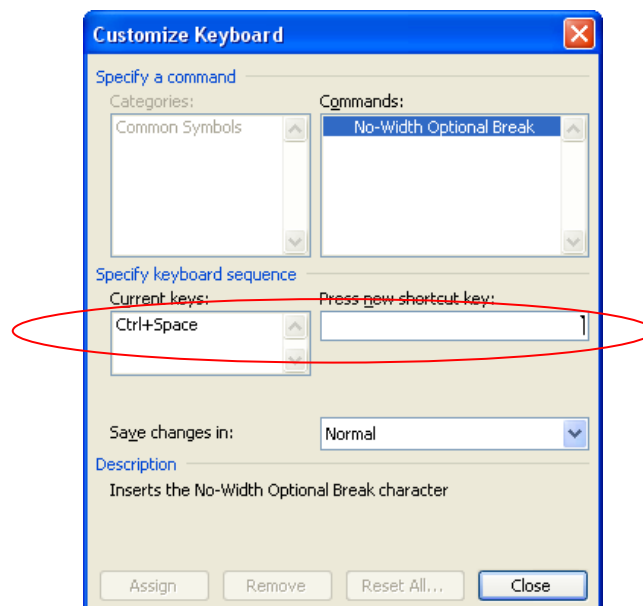 Customize Keyboard
Specify a command
Categories:
Commands:
Common Symbols
No-Width Optional Break
Specify keyboard sequence
Current keys:
Press new shortcut key:
Ctrl+Space
Save changes in:
Normal
Description
Inserts the No-Width Optional Break character
Assign
Remove
Reset All...
Close